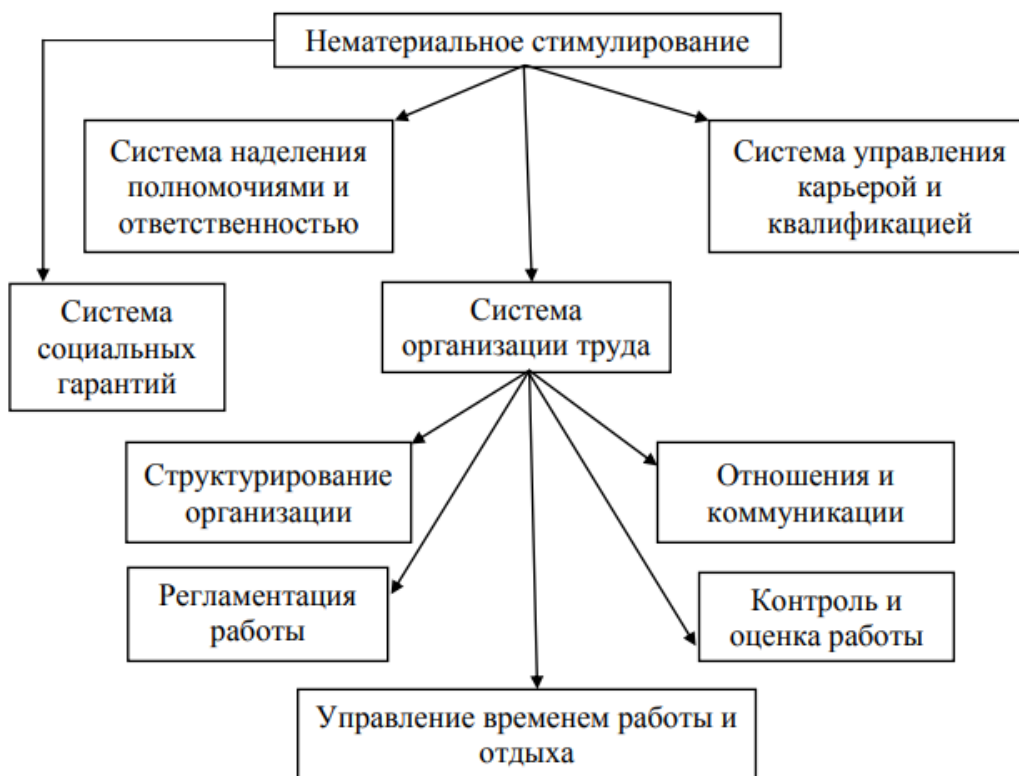 Нематериальное стимулирование
Система наделения
полномочиями и
ответственностью
Система управления
карьерой и
квалификацией
Система
социальных
гарантий
Система
организации труда
Структурирование
организации
Отношения и
коммуникации
Регламентация
работы
Контроль и
оценка работы
Управление временем работы и
отдыха